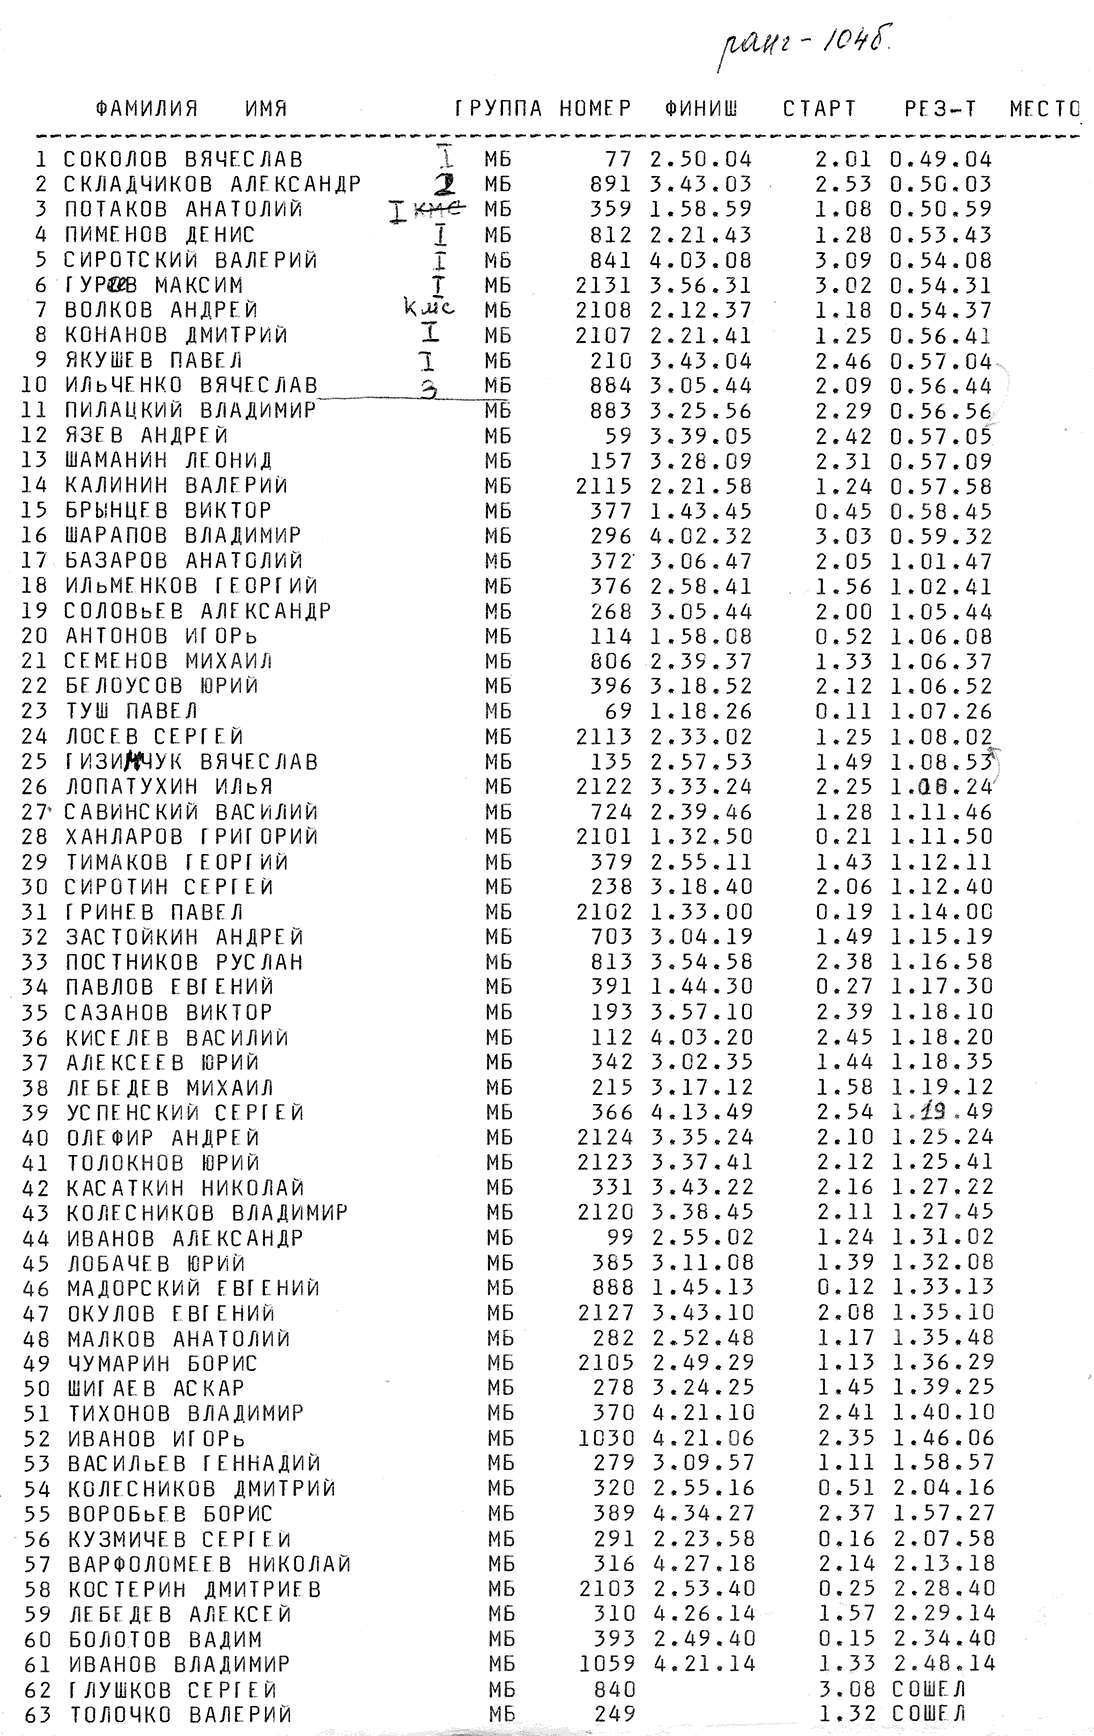 ранг - 104б.
ФАМИЛИЯ ИМЯ ГРУППА НОМЕР ФИНИШ СТАРТ РЕЗ-Т МЕСТО
1 СОКОЛОВ ВЯЧЕСЛАВ I МБ 77 2.50.04 2.01 0.49.04
2 СКЛАДЧИКОВ АЛЕКСАНДР 2 МБ 891 3.43.03 2.53 0.50.03
3 ПОТАКОВ АНАТОЛИЙ I кмс МБ 359 1.58.59 1.08 0.50.59
4 ПИМЕНОВ ДЕНИС I МБ 812 2.21.43 1.28 0.53.43
5 СИРОТСКИЙ ВАЛЕРИЙ I МБ 841 4.03.08 3.09 0.54.08
6 ГУРЕЕВ МАКСИМ I МБ 2131 3.56.31 3.02 0.54.31
7 ВОЛКОВ АНДРЕЙ кмс МБ 2108 2.12.37 1.18 0.54.37
8 КОНАНОВ ДМИТРИЙ I МБ 2107 2.21.41 1.25 0.56.41
9 ЯКУШЕВ ПАВЕЛ I МБ 210 3.43.04 2.46 0.57.04
10 ИЛЬЧЕНКО ВЯЧЕСЛАВ 3 МБ 884 3.05.44 2.09 0.56.44
11 ПИЛАЦКИЙ ВЛАДИМИР МБ 883 3.25.56 2.29 0.56.56
12 ЯЗЕВ АНДРЕЙ МБ 59 3.39.05 2.42 0.57.05
13 ШАМАНИН ЛЕОНИД МБ 157 3.28.09 2.31 0.57.09
14 КАЛИНИН ВАЛЕРИЙ МБ 2115 2.21.58 1.24 0.57.58
15 БРЫНЦЕВ ВИКТОР МБ 377 1.43.45 0.45 0.58.45
16 ШАРАПОВ ВЛАДИМИР МБ 296 4.02.32 3.03 0.59.32
17 БАЗАРОВ АНАТОЛИЙ МБ 372 3.06.47 2.05 1.01.47
18 ИЛЬМЕНКОВ ГЕОРГИЙ МБ 376 2.58.41 1.56 1.02.41
19 СОЛОВЬЕВ АЛЕКСАНДР МБ 268 3.05.44 2.00 1.05.44
20 АНТОНОВ ИГОРЬ МБ 114 1.58.08 0.52 1.06.08
21 СЕМЕНОВ МИХАИЛ МБ 806 2.39.37 1.33 1.06.37
22 БЕЛОУСОВ ЮРИЙ МБ 396 3.18.52 2.12 1.06.52
23 ТУШ ПАВЕЛ МБ 69 1.18.26 0.11 1.07.26
24 ЛОСЕВ СЕРГЕЙ МБ 2113 2.33.02 1.25 1.08.02
25 ГИЗИМЧУК ВЯЧЕСЛАВ МБ 135 2.57.53 1.49 1.08.53
26 ЛОПАТУХИН ИЛЬЯ МБ 2122 3.33.24 2.25 1.08.24
27 САВИНСКИЙ ВАСИЛИЙ МБ 724 2.39.46 1.28 1.11.46
28 ХАНЛАРОВ ГРИГОРИЙ МБ 2101 1.32.50 0.21 1.11.50
29 ТИМАКОВ ГЕОРГИЙ МБ 379 2.55.11 1.43 1.12.11
30 СИРОТИН СЕРГЕЙ МБ 238 3.18.40 2.06 1.12.40
31 ГРИНЕВ ПАВЕЛ МБ 2102 1.33.00 0.19 1.14.00
32 ЗАСТОЙКИН АНДРЕЙ МБ 703 3.04.19 1.49 1.15.19
33 ПОСТНИКОВ РУСЛАН МБ 813 3.54.58 2.38 1.16.58
34 ПАВЛОВ ЕВГЕНИЙ МБ 391 1.44.30 0.27 1.17.30
35 САЗАНОВ ВИКТОР МБ 193 3.57.10 2.39 1.18.10
36 КИСЕЛЕВ ВАСИЛИЙ МБ 112 4.03.20 2.45 1.18.20
37 АЛЕКСЕЕВ ЮРИЙ МБ 342 3.02.35 1.44 1.18.35
38 ЛЕБЕДЕВ МИХАИЛ МБ 215 3.17.12 1.58 1.19.12
39 УСПЕНСКИЙ СЕРГЕЙ МБ 366 4.13.49 2.54 1.19.49
40 ОЛЕФИР АНДРЕЙ МБ 2124 3.35.24 2.10 1.25.24
41 ТОЛОКНОВ ЮРИЙ МБ 2123 3.37.41 2.12 1.25.41
42 КАСАТКИН НИКОЛАЙ МБ 331 3.43.22 2.16 1.27.22
43 КОЛЕСНИКОВ ВЛАДИМИР МБ 2120 3.38.45 2.11 1.27.45
44 ИВАНОВ АЛЕКСАНДР МБ 99 2.55.02 1.24 1.31.02
45 ЛОБАЧЕВ ЮРИЙ МБ 385 3.11.08 1.39 1.32.08
46 МАДОРСКИЙ ЕВГЕНИЙ МБ 888 1.45.13 0.12 1.33.13
47 ОКУЛОВ ЕВГЕНИЙ МБ 2127 3.43.10 2.08 1.35.10
48 МАЛКОВ АНАТОЛИЙ МБ 282 2.52.48 1.17 1.35.48
49 ЧУМАРИН БОРИС МБ 2105 2.49.29 1.13 1.36.29
50 ШИГАЕВ АСКАР МБ 278 3.24.25 1.45 1.39.25
51 ТИХОНОВ ВЛАДИМИР МБ 370 4.21.10 2.41 1.40.10
52 ИВАНОВ ИГОРЬ МБ 1030 4.21.06 2.35 1.46.06
53 ВАСИЛЬЕВ ГЕННАДИЙ МБ 279 3.09.57 1.11 1.58.57
54 КОЛЕСНИКОВ ДМИТРИЙ МБ 320 2.55.16 0.51 2.04.16
55 ВОРОБЬЕВ БОРИС МБ 389 4.34.27 2.37 1.57.27
56 КУЗМИЧЕВ СЕРГЕЙ МБ 291 2.23.58 0.16 2.07.58
57 ВАРФОЛОМЕЕВ НИКОЛАЙ МБ 316 4.27.18 2.14 2.13.18
58 КОСТЕРИН ДМИТРИЕВ МБ 2103 2.53.40 0.25 2.28.40
59 ЛЕБЕДЕВ АЛЕКСЕЙ МБ 310 4.26.14 1.57 2.29.14
60 БОЛОТОВ ВАДИМ МБ 393 2.49.40 0.15 2.34.40
61 ИВАНОВ ВЛАДИМИР МБ 1059 4.21.14 1.33 2.48.14
62 ГЛУШКОВ СЕРГЕЙ МБ 840 3.08 СОШЕЛ
63 ТОЛОЧКО ВАЛЕРИЙ МБ 249 1.32 СОШЕЛ